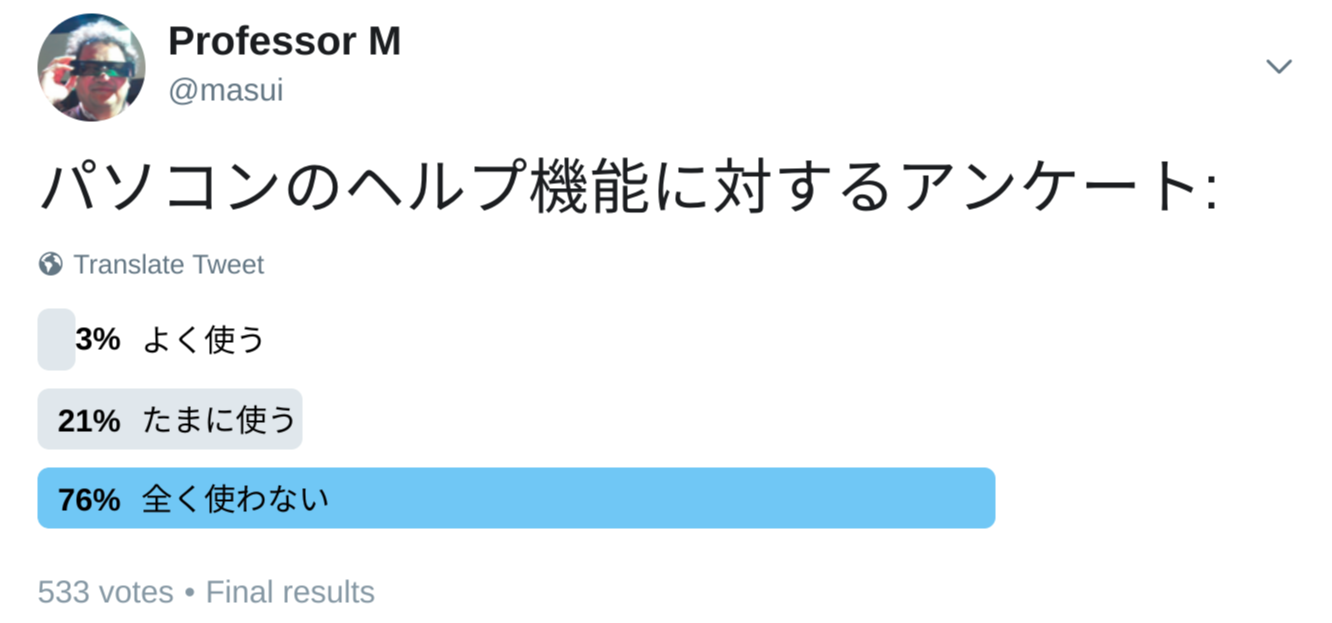 Professor M
@masui
パソコンのヘルプ機能に対するアンケート:
Translate Tweet
3% よく使う
21% たまに使う
76% 全く使わない
533 votes • Final results